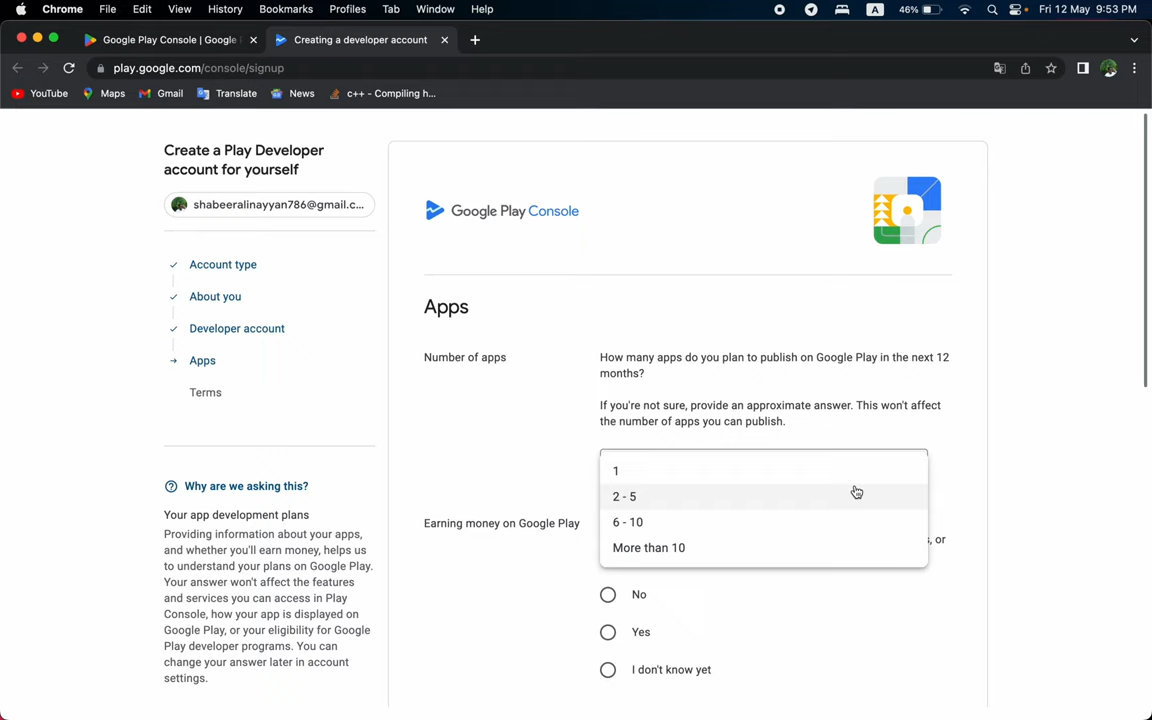 Chrome File Edit View History Bookmarks Profiles Tab Window Help A 46% Fri 12 May 9:53 PM
Google Play Console | Google Creating a developer account
play.google.com/console/signup
YouTube Maps Gmail Translate News c++ - Compiling h...
Create a Play Developer
account for yourself
shabeeralinayyan786@gmail.c...
Account type
About you
Developer account
Apps
Terms
Why are we asking this?
Your app development plans
Providing information about your apps,
and whether you'll earn money, helps us
to understand your plans on Google Play.
Your answer won't affect the features
and services you can access in Play
Console, how your app is displayed on
Google Play, or your eligibility for Google
Play developer programs. You can
change your answer later in account
settings.
Google Play Console
Apps
Number of apps
How many apps do you plan to publish on Google Play in the next 12
months?
If you're not sure, provide an approximate answer. This won't affect
the number of apps you can publish.
1
2 - 5
6 - 10
More than 10
Earning money on Google Play
s, or
No
Yes
I don't know yet